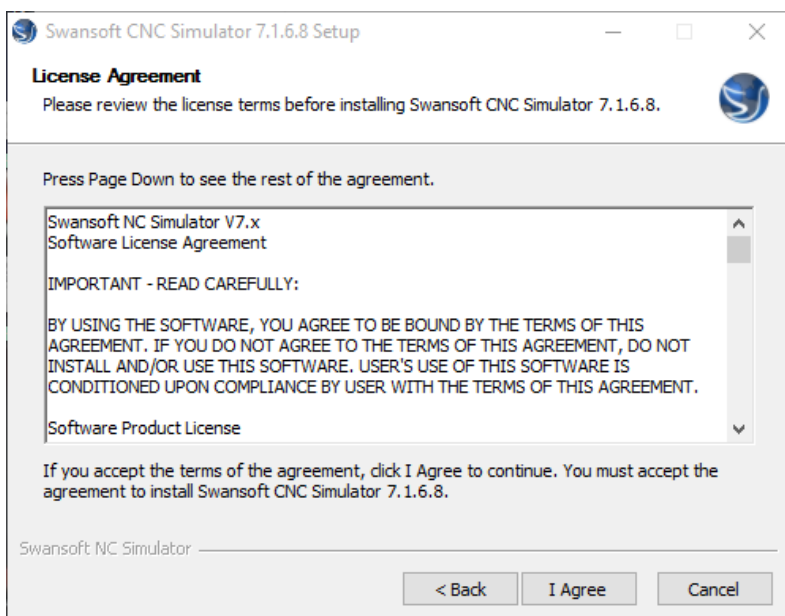 Swansoft CNC Simulator 7.1.6.8 Setup
License Agreement
Please review the license terms before installing Swansoft CNC Simulator 7.1.6.8.
Press Page Down to see the rest of the agreement.
Swansoft NC Simulator V7.x
Software License Agreement
IMPORTANT - READ CAREFULLY:
BY USING THE SOFTWARE, YOU AGREE TO BE BOUND BY THE TERMS OF THIS
AGREEMENT. IF YOU DO NOT AGREE TO THE TERMS OF THIS AGREEMENT, DO NOT
INSTALL AND/OR USE THIS SOFTWARE. USER'S USE OF THIS SOFTWARE IS
CONDITIONED UPON COMPLIANCE BY USER WITH THE TERMS OF THIS AGREEMENT.
Software Product License
If you accept the terms of the agreement, click I Agree to continue. You must accept the
agreement to install Swansoft CNC Simulator 7.1.6.8.
Swansoft NC Simulator
< Back I Agree Cancel